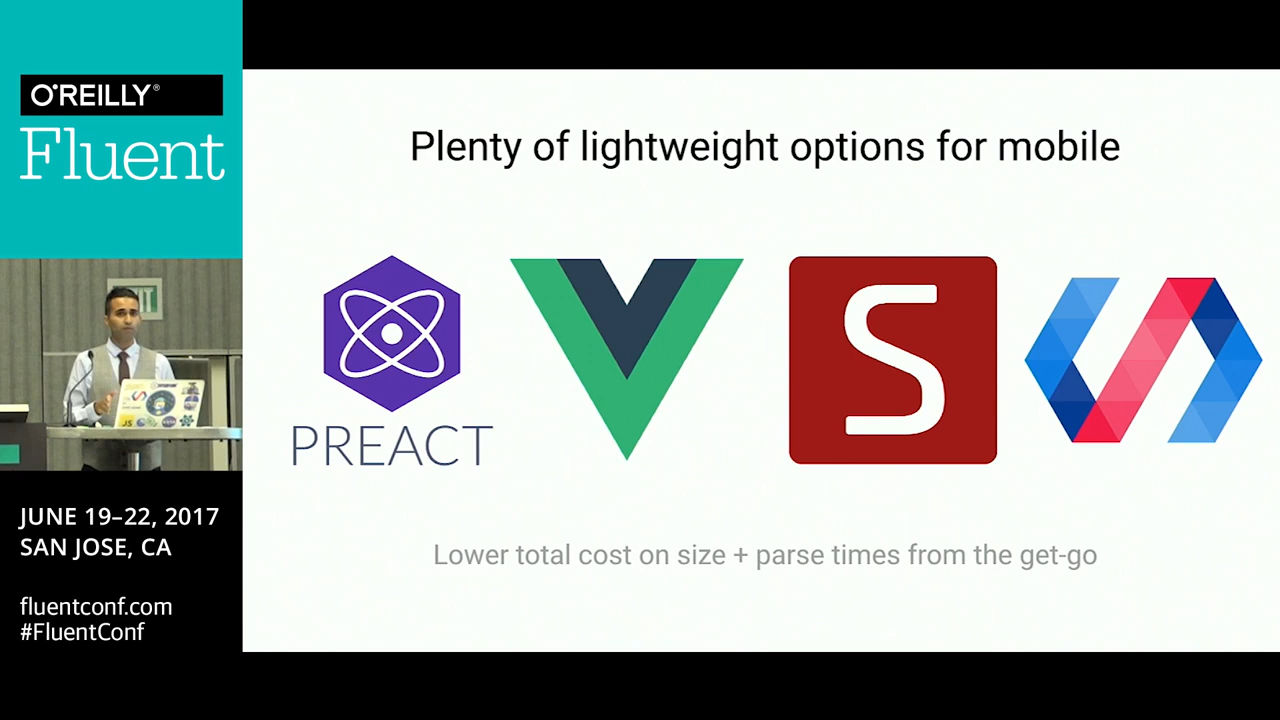 O'REILLY®
Fluent
JUNE 19–22, 2017
SAN JOSE, CA
fluentconf.com
#FluentConf
Plenty of lightweight options for mobile
PREACT
S
Lower total cost on size + parse times from the get-go
JS